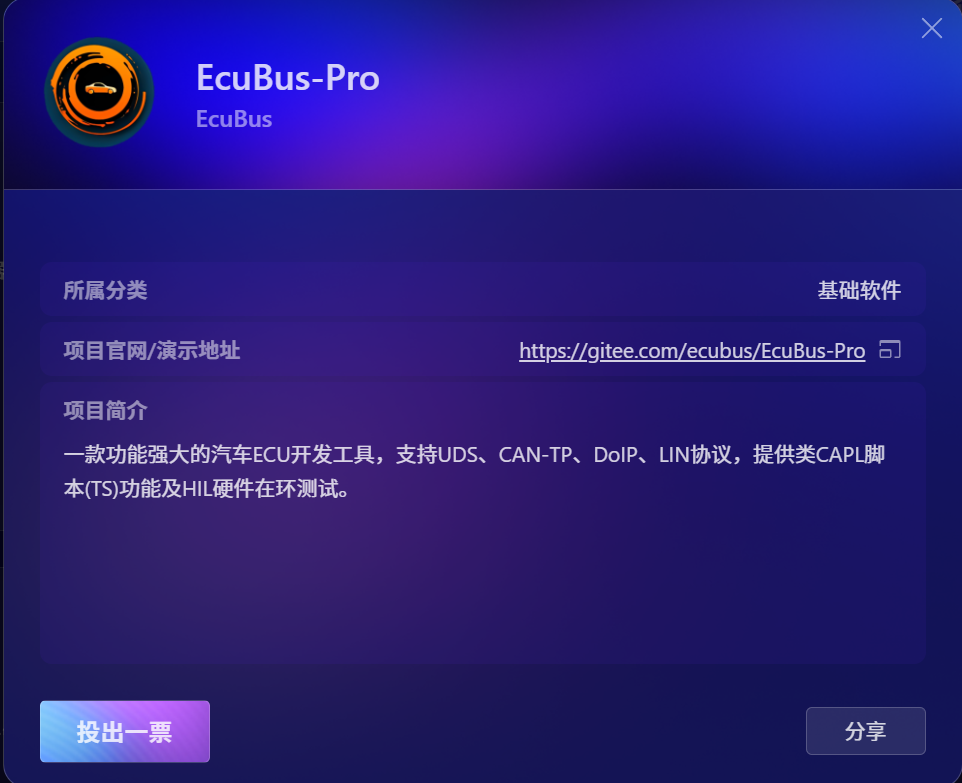 EcuBus-Pro
EcuBus
所属分类
基础软件
项目官网/演示地址
https://gitee.com/ecubus/EcuBus-Pro
项目简介
一款功能强大的汽车ECU开发工具，支持UDS、CAN-TP、DoIP、LIN协议，提供类CAPL脚
本(TS)功能及HIL硬件在环测试。
投出一票
分享